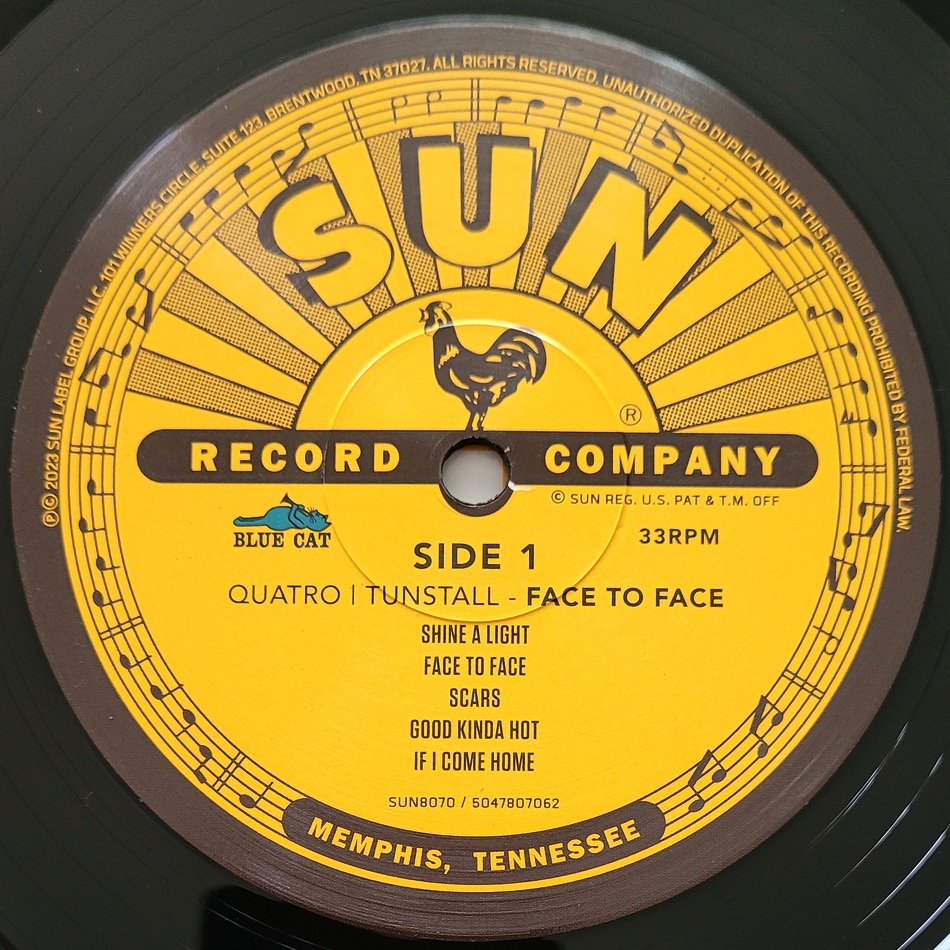 ℗© 2023 SUN LABEL GROUP, LLC. 101 WINNERS CIRCLE, SUITE 123, BRENTWOOD, TN 37027, ALL RIGHTS RESERVED. UNAUTHORIZED DUPLICATION OF THIS RECORDING PROHIBITED BY FEDERAL LAW.
SUN
®
RECORD COMPANY
© SUN REG. U.S. PAT & T.M. OFF
BLUE CAT
33RPM
SIDE 1
QUATRO | TUNSTALL - FACE TO FACE
SHINE A LIGHT
FACE TO FACE
SCARS
GOOD KINDA HOT
IF I COME HOME
SUN8070 / 5047807062
MEMPHIS, TENNESSEE